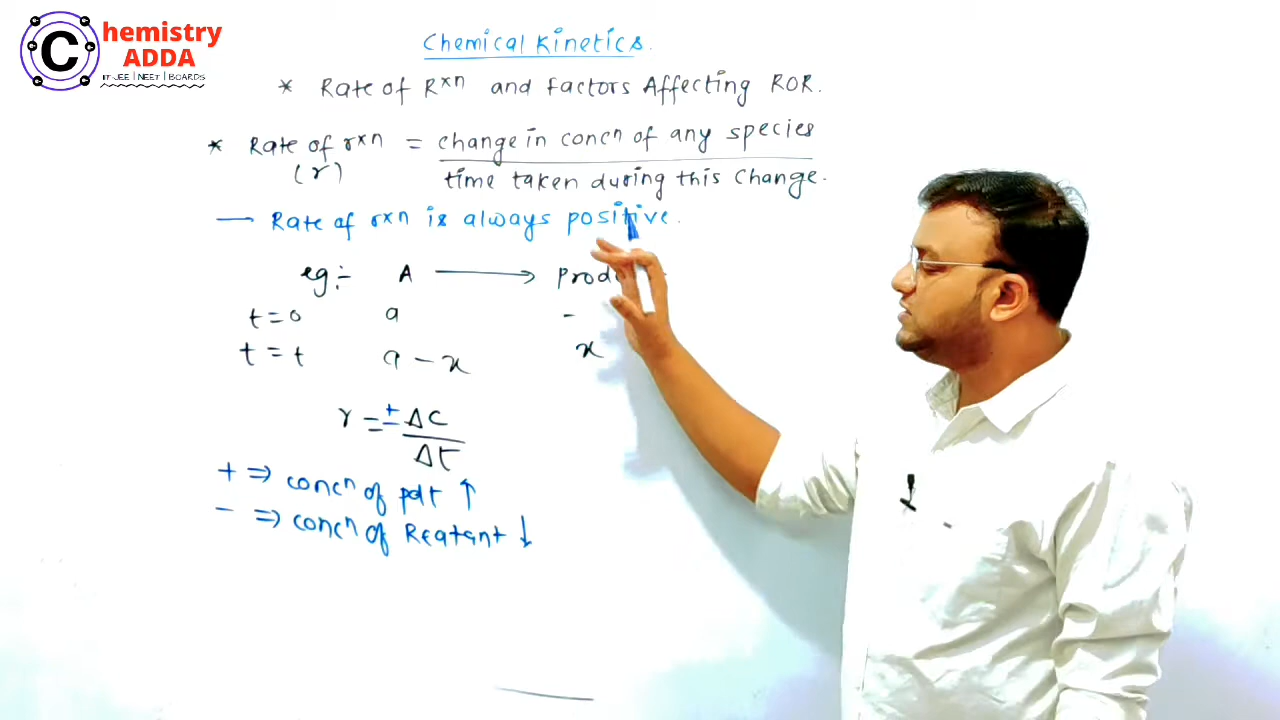 Chemistry
ADDA
IIT-JEE | NEET | BOARDS
Chemical Kinetics.
* Rate of Rxn and Factors Affecting ROR.
* Rate of rxn = change in concn of any species
(r) time taken during this change.
— Rate of rxn is always positive.
eg:- A → Prod
t=0 a -
t=t a-x x
r = ± ΔC
Δt
+ ⇒ concn of pdt ↑
- ⇒ concn of Reatant ↓